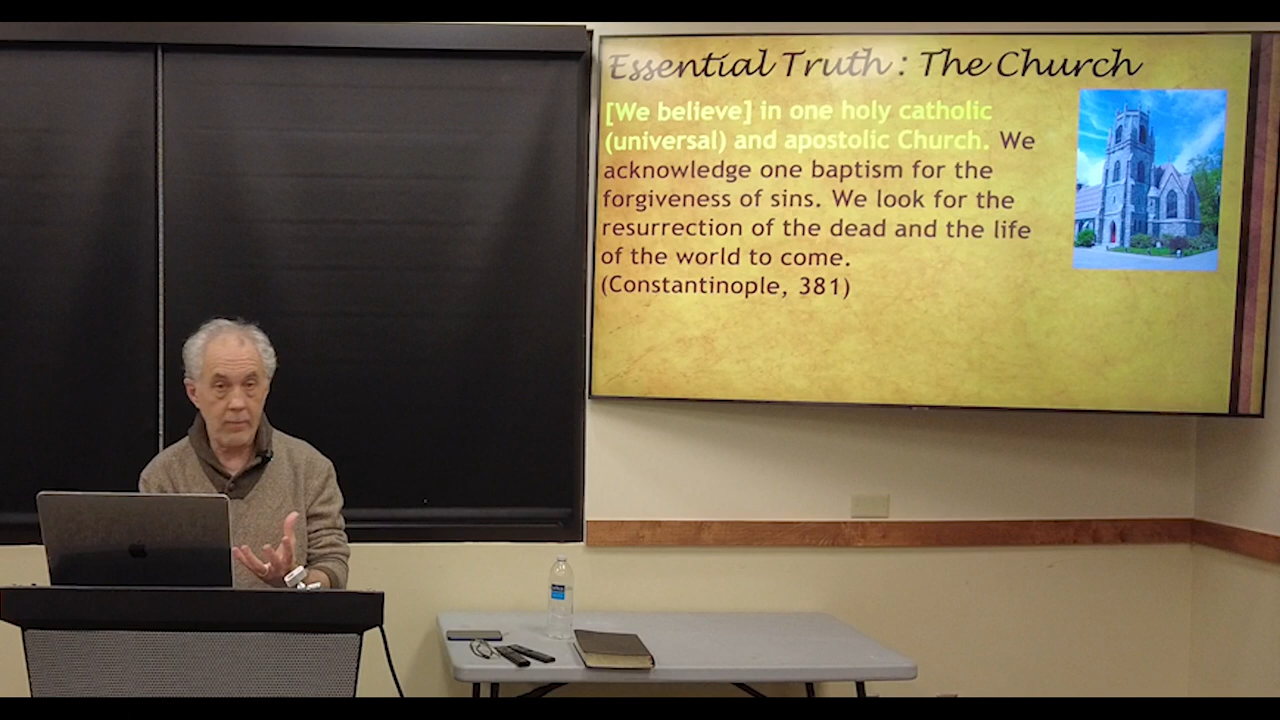 Essential Truth : The Church
[We believe] in one holy catholic
(universal) and apostolic Church. We
acknowledge one baptism for the
forgiveness of sins. We look for the
resurrection of the dead and the life
of the world to come.
(Constantinople, 381)